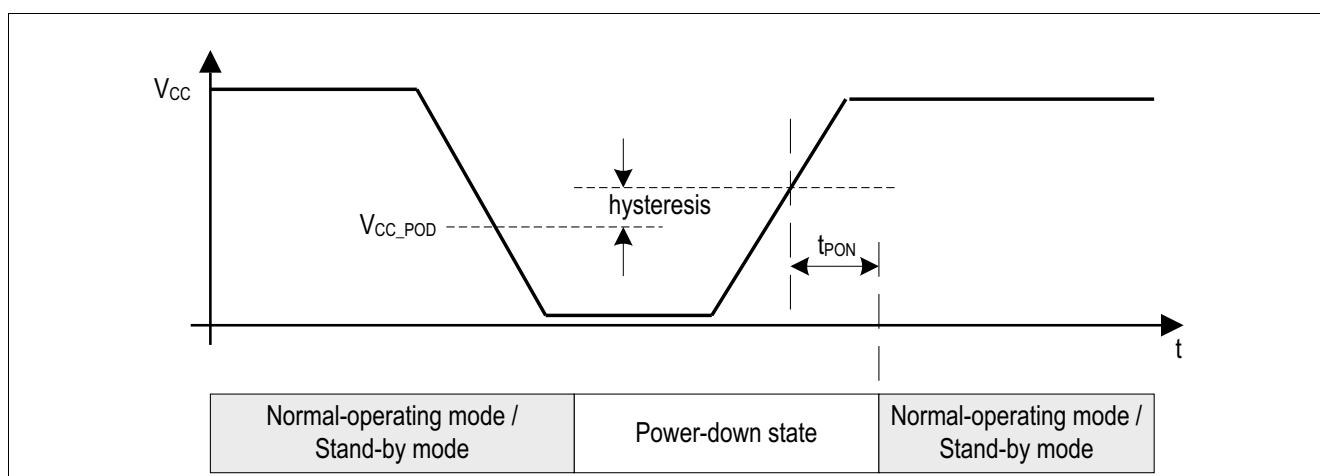 VCC
hysteresis
VCC_POD
tPON
t
Normal-operating mode /
Stand-by mode
Power-down state
Normal-operating mode /
Stand-by mode